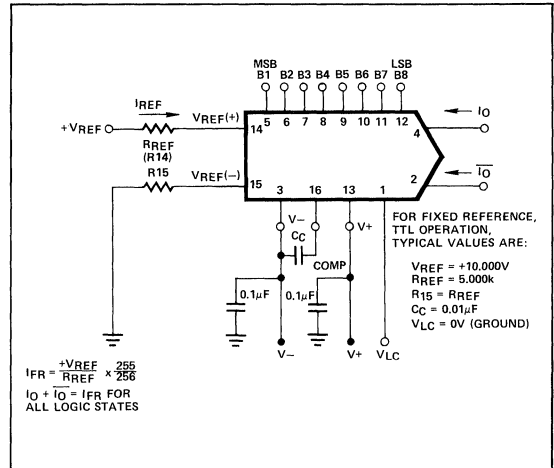 MSB LSB
B1 B2 B3 B4 B5 B6 B7 B8
IREF
+VREF VREF(+) 14 5 6 7 8 9 10 11 12 4 IO
RREF
(R14)
R15 VREF(−) 15 2 IO
3 16 13 1
V− V+
CC
COMP
0.1μF 0.1μF
V− V+ VLC
FOR FIXED REFERENCE,
TTL OPERATION,
TYPICAL VALUES ARE:
VREF = +10.000V
RREF = 5.000k
R15 = RREF
CC = 0.01μF
VLC = 0V (GROUND)
IFR = +VREF/RREF x 255/256
IO + IO = IFR FOR
ALL LOGIC STATES